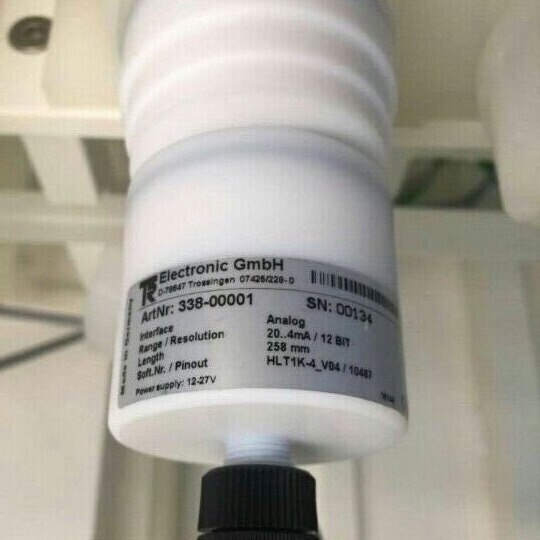 TR Electronic GmbH
D-78647 Trossingen 07425/228-0
ArtNr: 338-00001 SN: 00134
Interface Analog
Range / Resolution 20..4mA / 12 BIT
Length 258 mm
Soft.Nr. / Pinout HLT1K-4_V04 / 10487
Power supply: 12-27V
Made in Germany